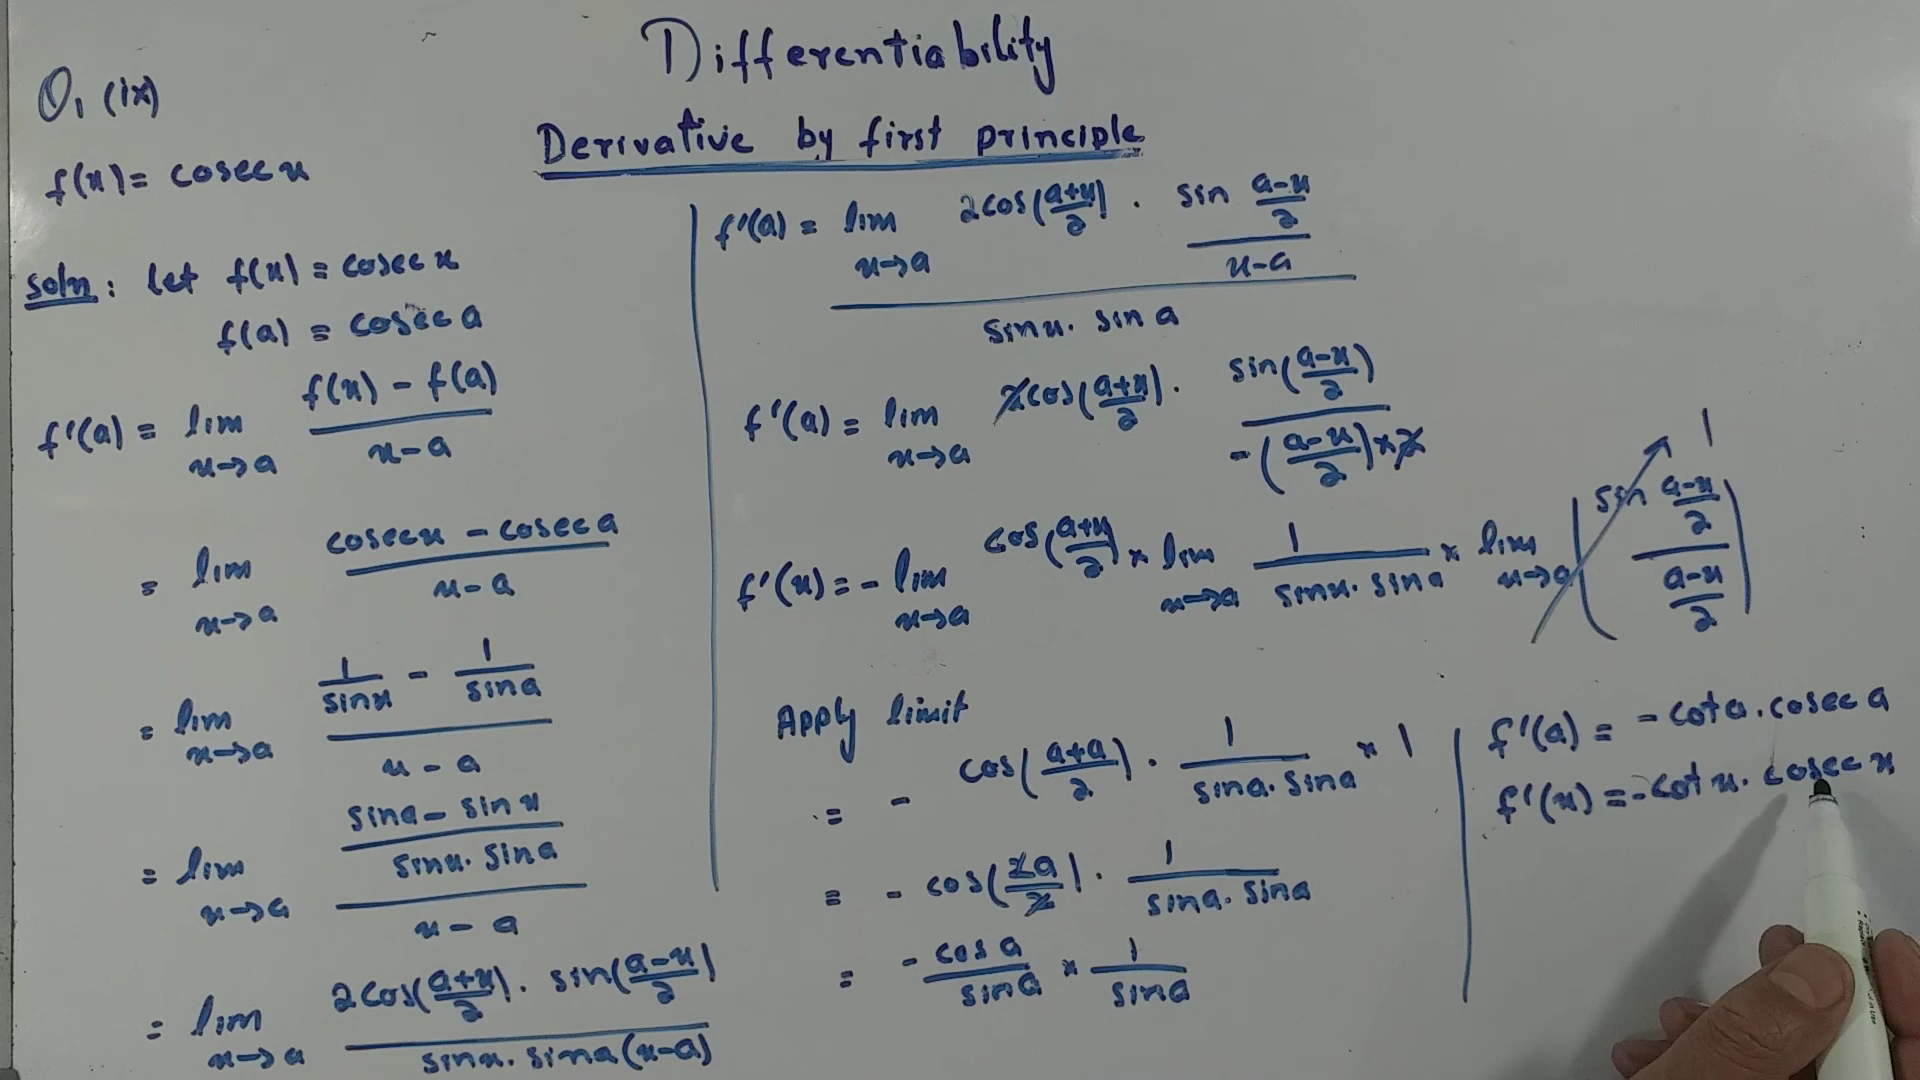 Differentiability
Derivative by first principle
Q1 (ix)
f(x) = cosec x
soln: let f(x) = cosec x
f(a) = cosec a
f'(a) = lim x→a (f(x) - f(a)) / (x - a)
= lim x→a (cosec x - cosec a) / (x - a)
= lim x→a (1/sin x - 1/sin a) / (x - a)
= lim x→a ((sin a - sin x) / (sin x . sin a)) / (x - a)
= lim x→a (2cos((a+x)/2) . sin((a-x)/2)) / (sin x . sin a (x-a))
f'(a) = lim x→a (2cos((a+x)/2) . (sin (a-x)/2) / (x-a)) / (sin x . sin a)
f'(a) = lim x→a 2cos((a+x)/2) . sin((a-x)/2) / (-((a-x)/2) × 2)
f'(x) = - lim x→a cos((a+x)/2) × lim x→a 1/(sin x . sin a) × lim x→a ((sin (a-x)/2) / ((a-x)/2)) 1
Apply limit
= - cos((a+a)/2) . 1/(sin a . sin a) × 1
= - cos(2a/2) . 1/(sin a . sin a)
= - cos a / sin a × 1/sin a
f'(a) = - cot a . cosec a
f'(x) = - cot x . cosec x